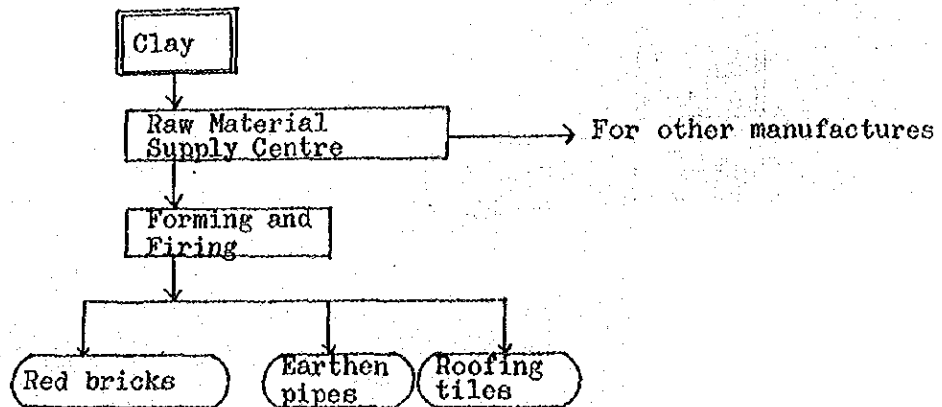 Clay
Raw Material
Supply Centre
For other manufactures
Forming and
Firing
Red bricks
Earthen
pipes
Roofing
tiles